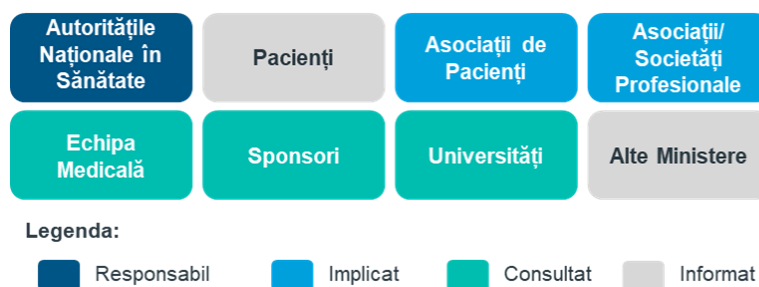 Autoritățile
Naționale în
Sănătate
Pacienți
Asociații de
Pacienți
Asociații/
Societăți
Profesionale
Echipa
Medicală
Sponsori
Universități
Alte Ministere
Legenda:
Responsabil
Implicat
Consultat
Informat